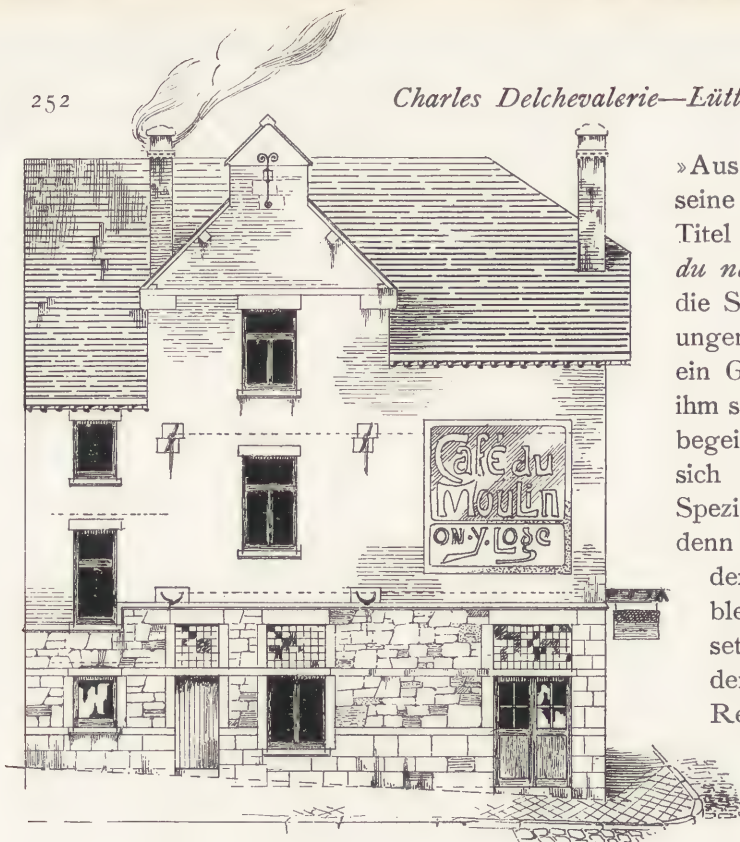 252 Charles Delchevalerie—Lütt
Café du
Moulin
ON.Y.Loge
W
»Aus
seine
Titel
du n
die S
unger
ein G
ihm s
begei
sich
Spezi
denn
der
ble
set
der
Re